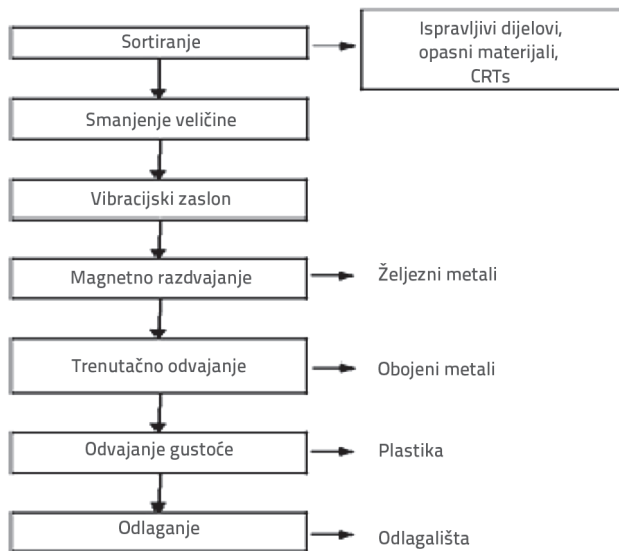 Sortiranje
Ispravljivi dijelovi,
opasni materijali,
CRTs
Smanjenje veličine
Vibracijski zaslon
Magnetno razdvajanje
Željezni metali
Trenutačno odvajanje
Obojeni metali
Odvajanje gustoće
Plastika
Odlaganje
Odlagališta